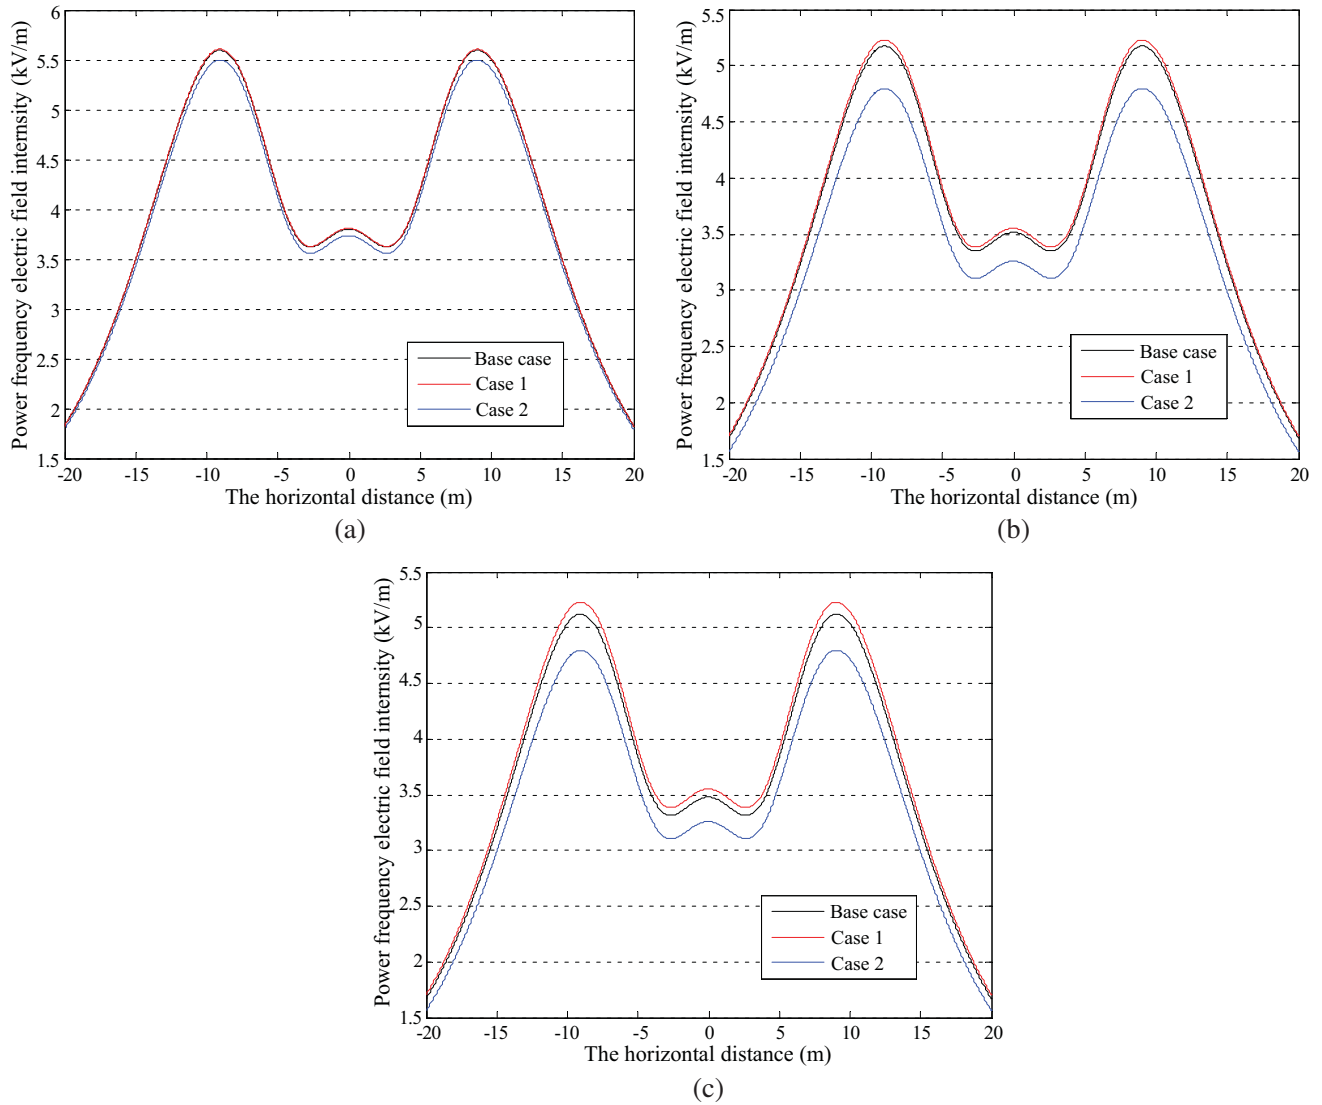 Power frequency electric field internsity (kV/m)
6
5.5
5
4.5
4
3.5
3
2.5
2
1.5
-20 -15 -10 -5 0 5 10 15 20
The horizontal distance (m)
Base case
Case 1
Case 2
(a)
Power frequency electric field intensity (kV/m)
5.5
5
4.5
4
3.5
3
2.5
2
1.5
-20 -15 -10 -5 0 5 10 15 20
The horizontal distance (m)
Base case
Case 1
Case 2
(b)
Power frequency electric field internsity (kV/m)
5.5
5
4.5
4
3.5
3
2.5
2
1.5
-20 -15 -10 -5 0 5 10 15 20
The horizontal distance (m)
Base case
Case 1
Case 2
(c)